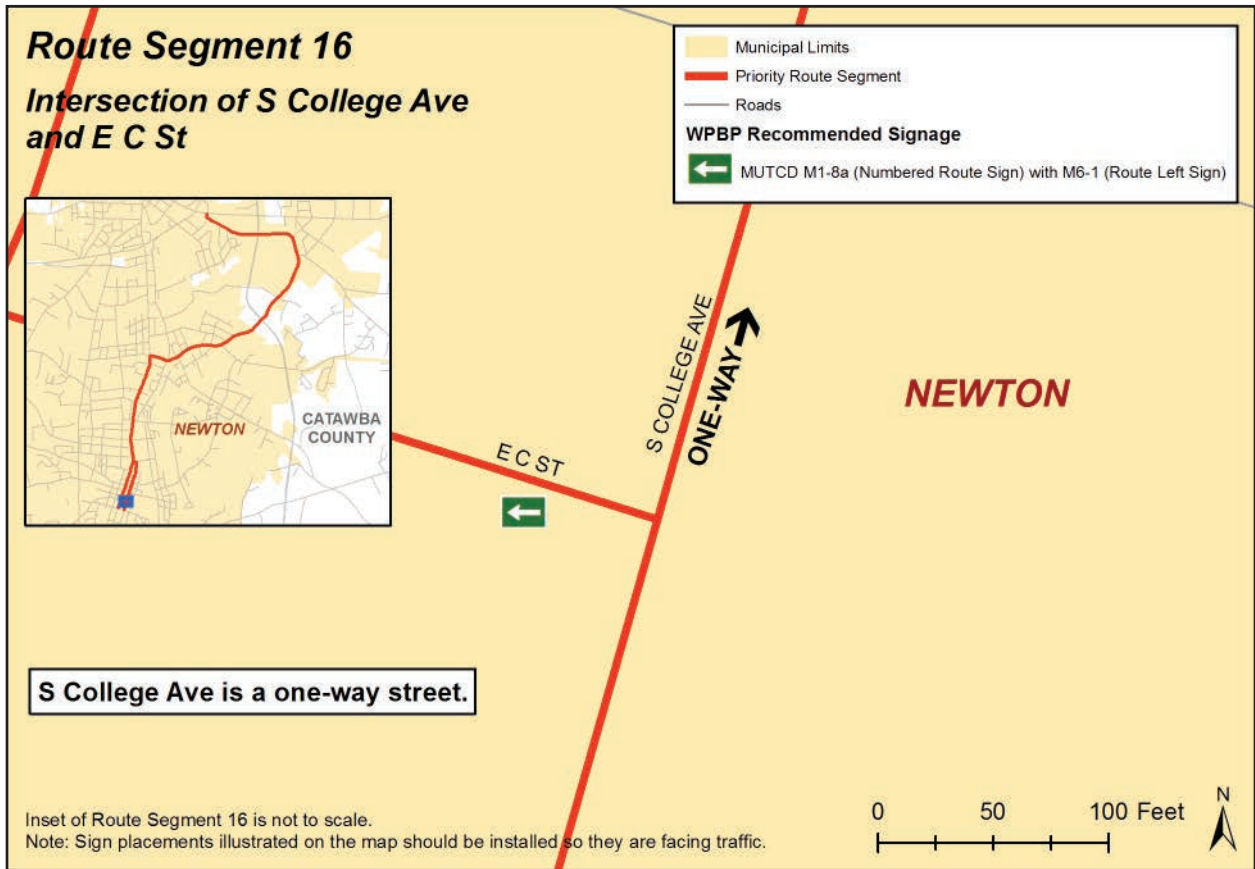 Route Segment 16
Intersection of S College Ave
and E C St
Municipal Limits
Priority Route Segment
Roads
WPBP Recommended Signage
MUTCD M1-8a (Numbered Route Sign) with M6-1 (Route Left Sign)
NEWTON
CATAWBA
COUNTY
E C ST
S COLLEGE AVE
ONE-WAY
NEWTON
S College Ave is a one-way street.
Inset of Route Segment 16 is not to scale.
Note: Sign placements illustrated on the map should be installed so they are facing traffic.
0 50 100 Feet
N